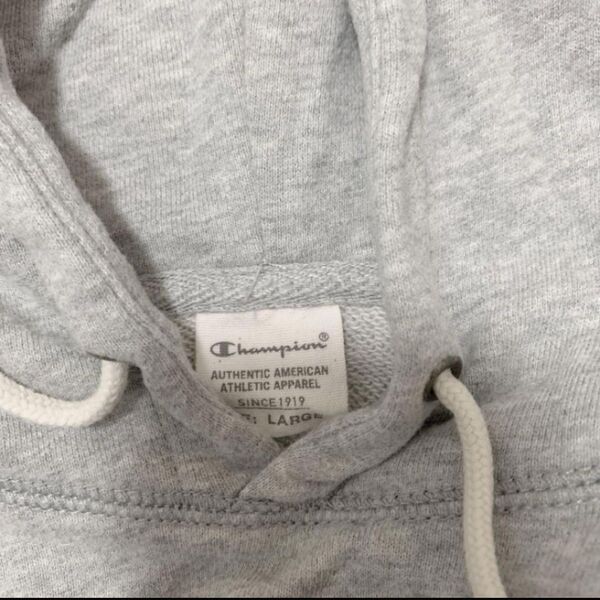 Champion®
AUTHENTIC AMERICAN
ATHLETIC APPAREL
SINCE1919
LARGE